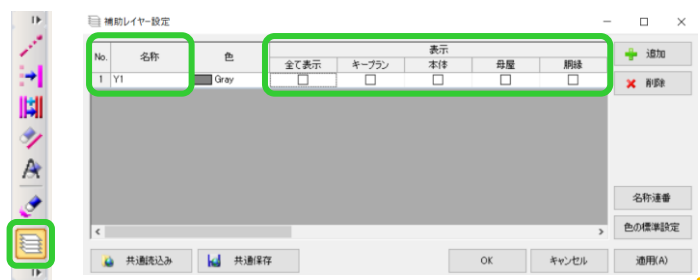 補助レイヤー設定
No. 名称 色 表示
全て表示 キープラン 本体 母屋 胴縁
1 Y1 Gray
追加
削除
名称連番
色の標準設定
共通読込み 共通保存 OK キャンセル 適用(A)